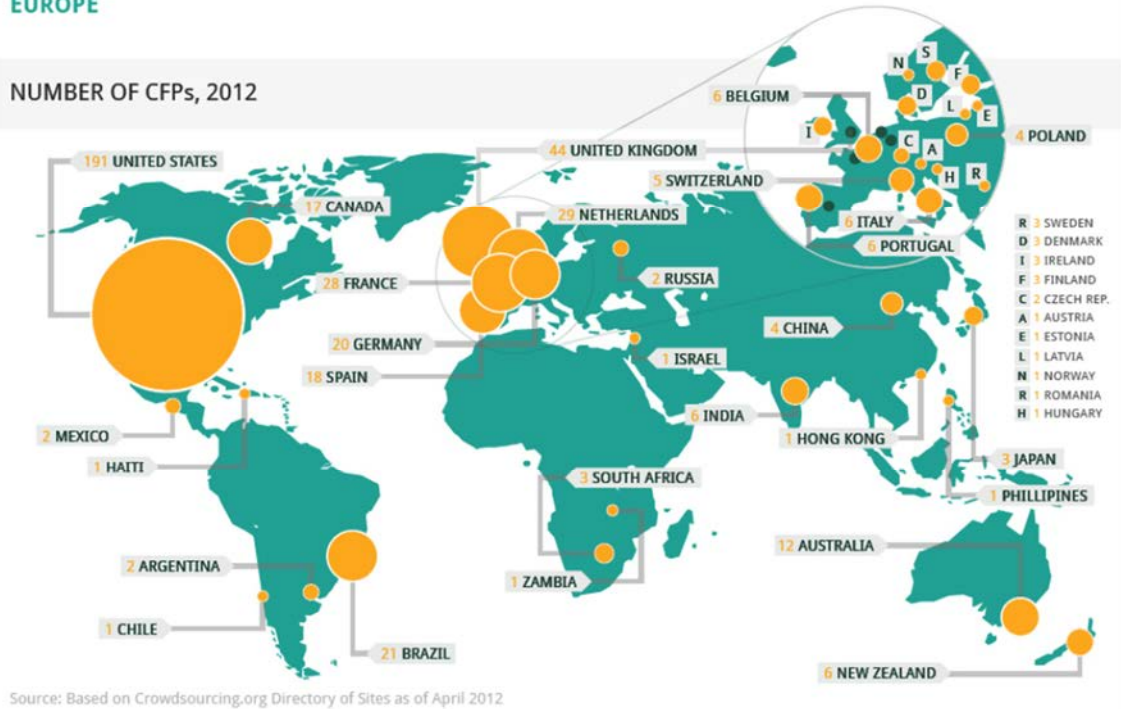 EUROPE
NUMBER OF CFPs, 2012
191 UNITED STATES
17 CANADA
44 UNITED KINGDOM
29 NETHERLANDS
28 FRANCE
20 GERMANY
18 SPAIN
6 BELGIUM
5 SWITZERLAND
6 ITALY
6 PORTUGAL
4 POLAND
N
S
F
D
L
E
I
C
A
H
R
2 RUSSIA
4 CHINA
1 ISRAEL
6 INDIA
1 HONG KONG
3 JAPAN
1 PHILLIPINES
2 MEXICO
1 HAITI
3 SOUTH AFRICA
1 ZAMBIA
2 ARGENTINA
1 CHILE
21 BRAZIL
12 AUSTRALIA
6 NEW ZEALAND
R 3 SWEDEN
D 3 DENMARK
I 3 IRELAND
F 3 FINLAND
C 2 CZECH REP.
A 1 AUSTRIA
E 1 ESTONIA
L 1 LATVIA
N 1 NORWAY
R 1 ROMANIA
H 1 HUNGARY
Source: Based on Crowdsourcing.org Directory of Sites as of April 2012